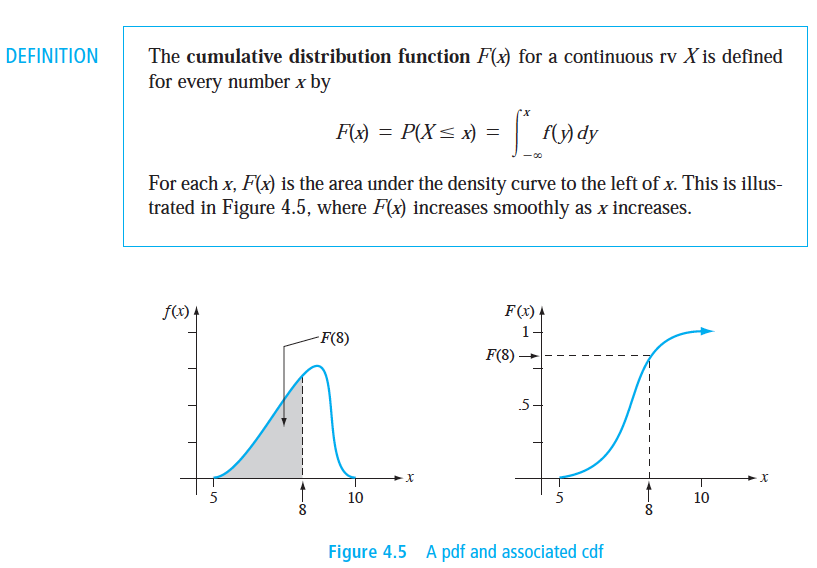 DEFINITION
The cumulative distribution function F(x) for a continuous rv X is defined
for every number x by
F(x) = P(X ≤ x) = ∫_{-∞}^{x} f(y) dy
For each x, F(x) is the area under the density curve to the left of x. This is illus-
trated in Figure 4.5, where F(x) increases smoothly as x increases.
f(x)
F(8)
5
8
10
x
F(x)
1
F(8)
.5
5
8
10
x
Figure 4.5 A pdf and associated cdf